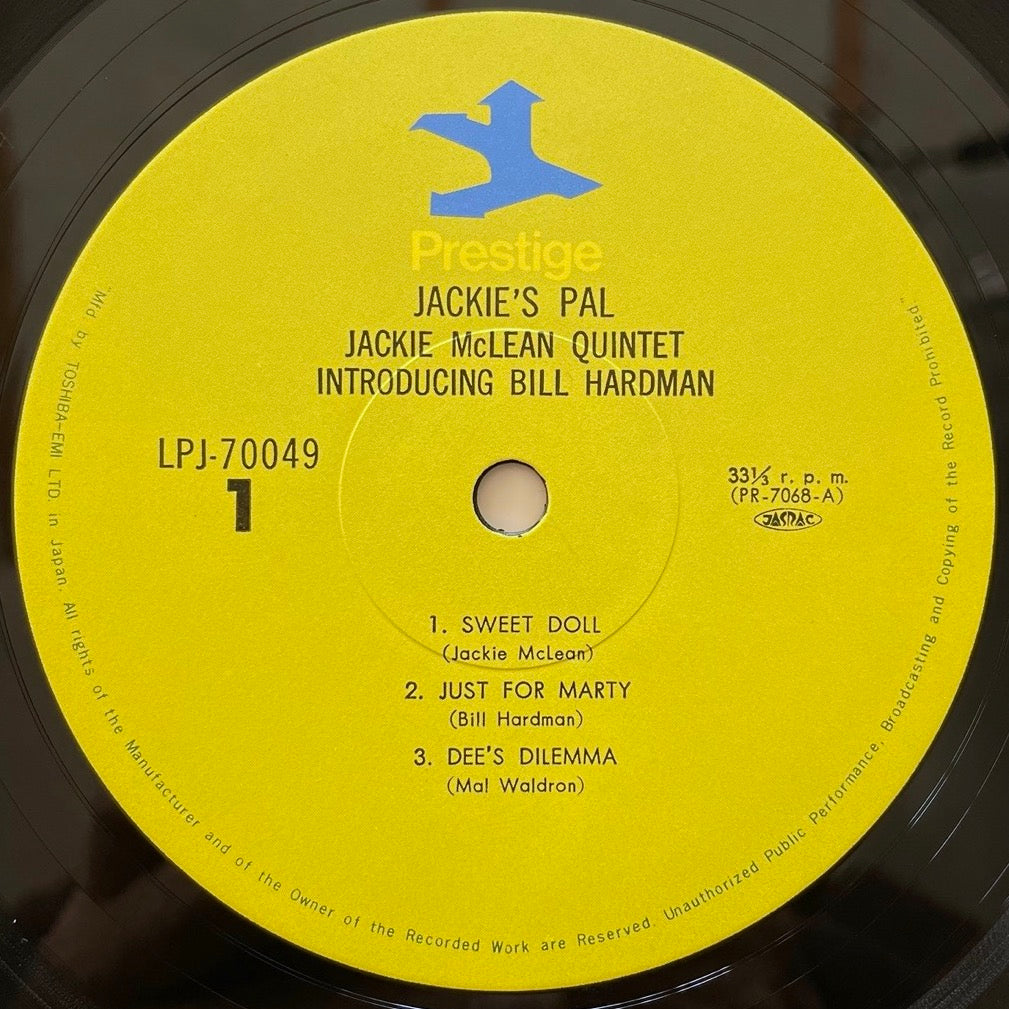 Prestige
JACKIE'S PAL
JACKIE McLEAN QUINTET
INTRODUCING BILL HARDMAN
LPJ-70049
1
33⅓ r. p. m.
(PR-7068-A)
JASRAC
1. SWEET DOLL
(Jackie McLean)
2. JUST FOR MARTY
(Bill Hardman)
3. DEE'S DILEMMA
(Mal Waldron)
"Mfd by TOSHIBA-EMI LTD. in Japan. All rights of the Manufacturer and of the Owner of the Recorded Work are Reserved. Unauthorized Public Performance, Broadcasting and Copying of the Record Prohibited"